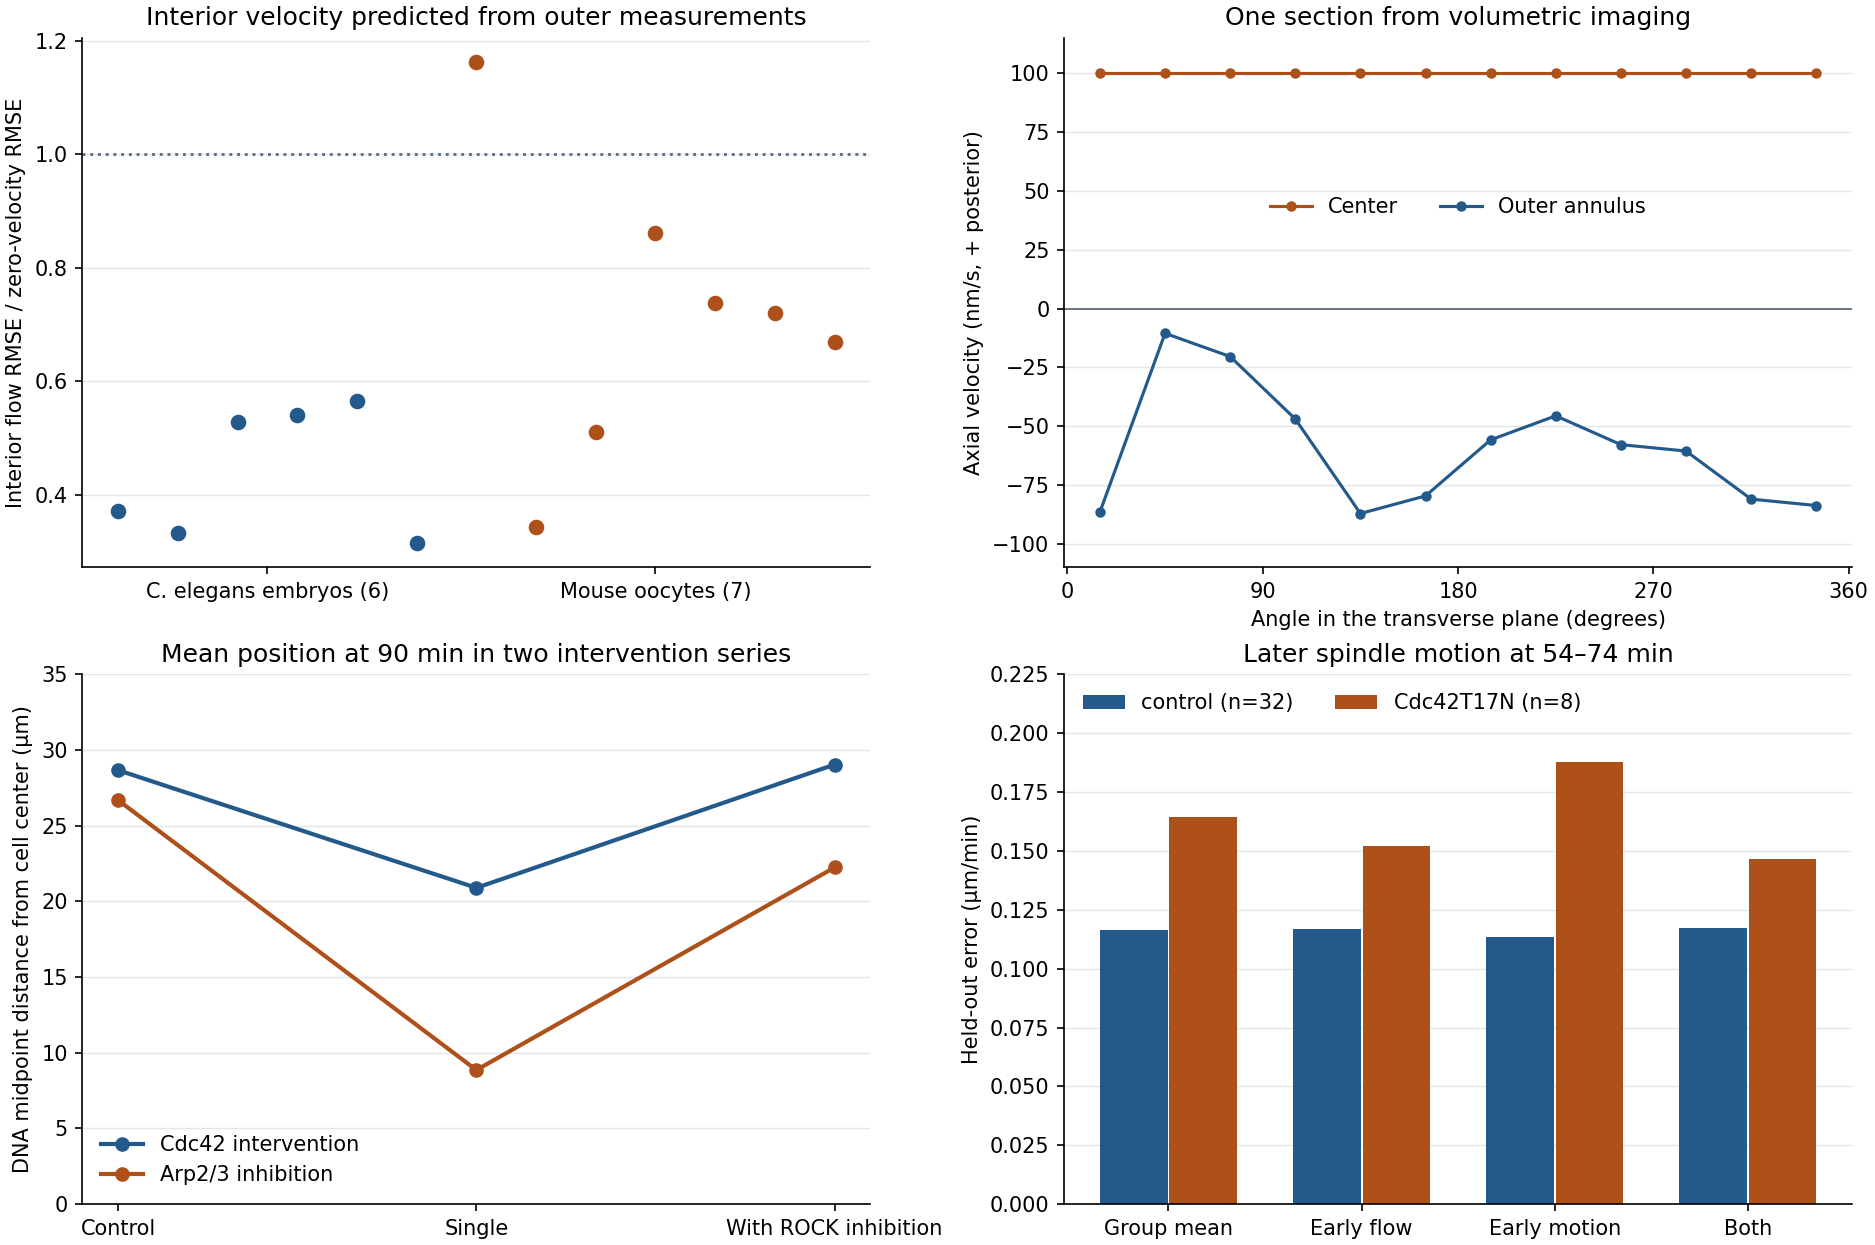 Interior velocity predicted from outer measurements
Interior flow RMSE / zero-velocity RMSE
1.2
1.0
0.8
0.6
0.4
C. elegans embryos (6)
Mouse oocytes (7)
One section from volumetric imaging
Axial velocity (nm/s, + posterior)
100
75
50
25
0
−25
−50
−75
−100
Center
Outer annulus
0
90
180
270
360
Angle in the transverse plane (degrees)
Mean position at 90 min in two intervention series
DNA midpoint distance from cell center (μm)
35
30
25
20
15
10
5
0
Cdc42 intervention
Arp2/3 inhibition
Control
Single
With ROCK inhibition
Later spindle motion at 54–74 min
Held-out error (μm/min)
0.225
0.200
0.175
0.150
0.125
0.100
0.075
0.050
0.025
0.000
control (n=32)
Cdc42T17N (n=8)
Group mean
Early flow
Early motion
Both